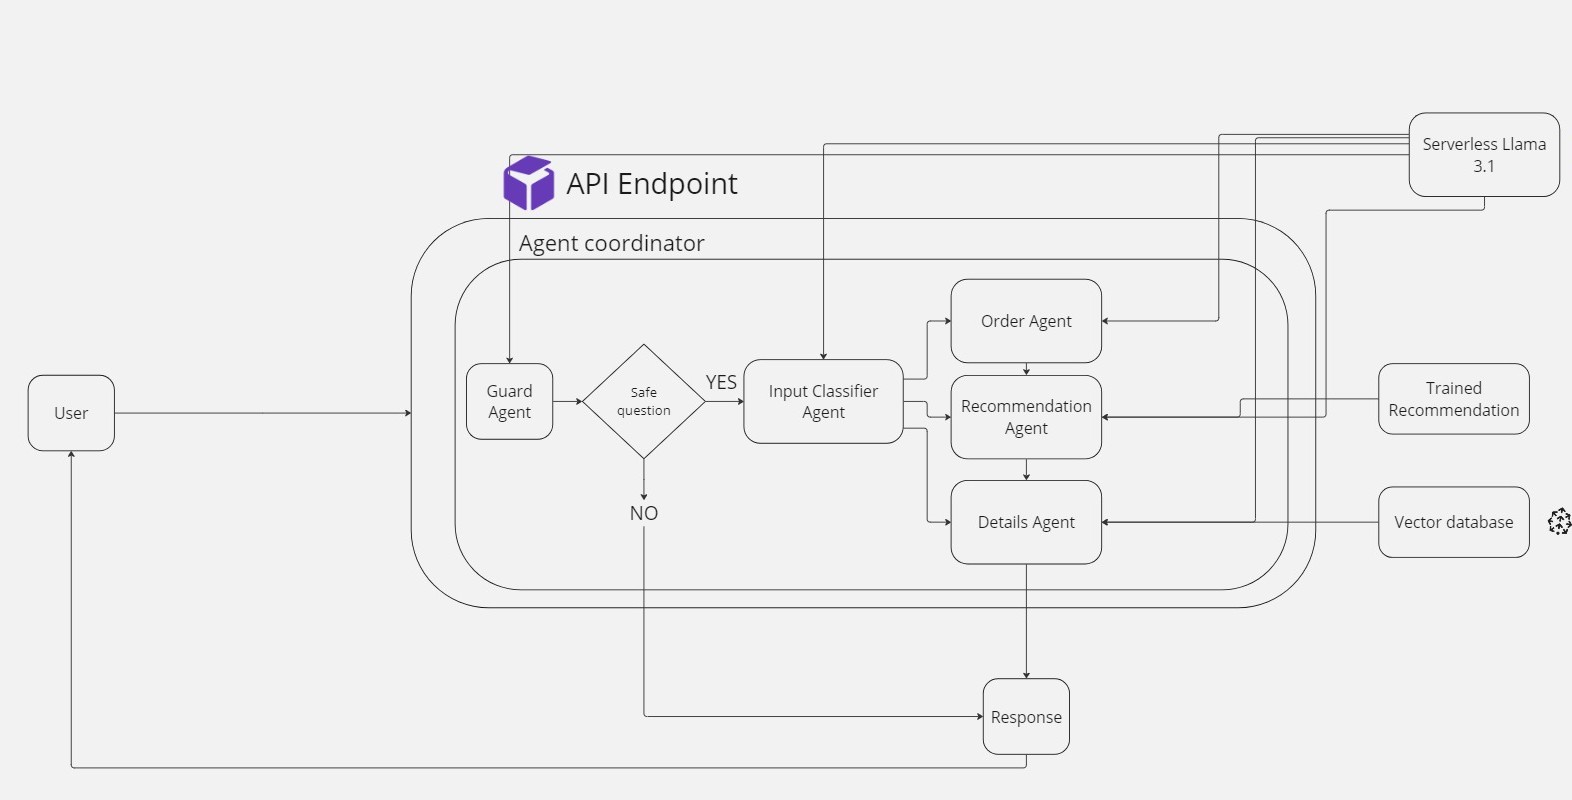 Serverless Llama
3.1
API Endpoint
Agent coordinator
Order Agent
User
Guard
Agent
Safe
question
YES
Input Classifier
Agent
Recommendation
Agent
Trained
Recommendation
NO
Details Agent
Vector database
Response